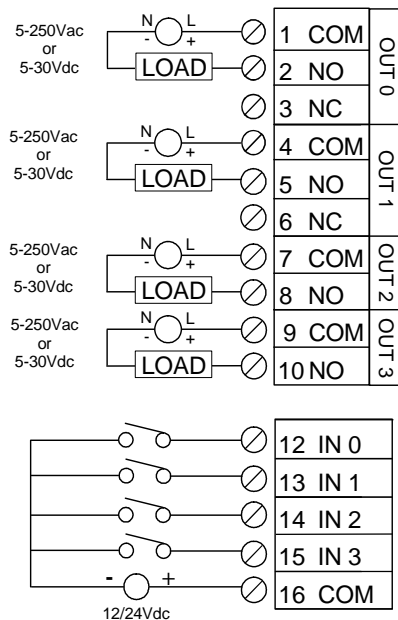 5-250Vac
or
5-30Vdc
N L
- +
LOAD
1 COM
2 NO
3 NC
OUT 0
5-250Vac
or
5-30Vdc
N L
- +
LOAD
4 COM
5 NO
6 NC
OUT 1
5-250Vac
or
5-30Vdc
N L
- +
LOAD
7 COM
8 NO
OUT 2
5-250Vac
or
5-30Vdc
N L
- +
LOAD
9 COM
10 NO
OUT 3
12 IN 0
13 IN 1
14 IN 2
15 IN 3
- +
16 COM
12/24Vdc